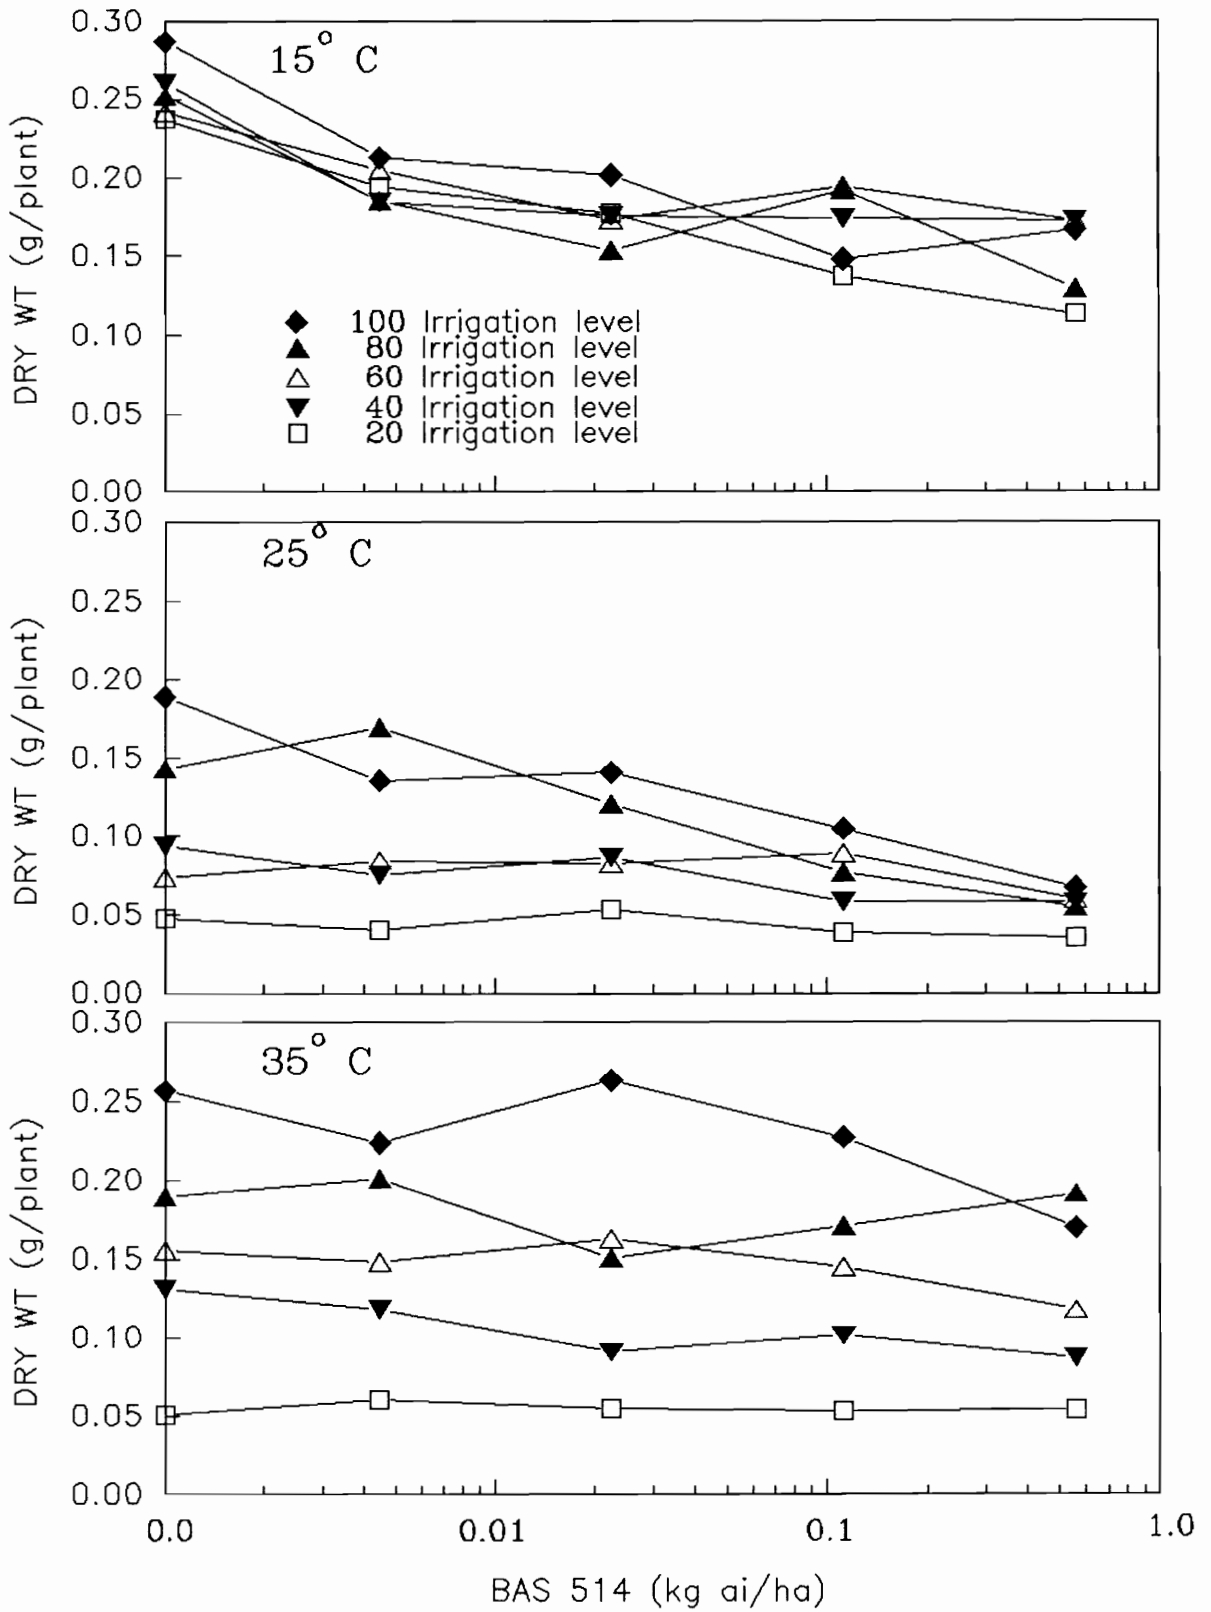 0.30
15° C
0.25
0.20
0.15
0.10
0.05
0.00
DRY WT (g/plant)
100 Irrigation level
80 Irrigation level
60 Irrigation level
40 Irrigation level
20 Irrigation level
0.30
25° C
0.25
0.20
0.15
0.10
0.05
0.00
DRY WT (g/plant)
0.30
35° C
0.25
0.20
0.15
0.10
0.05
0.00
DRY WT (g/plant)
0.0 0.01 0.1 1.0
BAS 514 (kg ai/ha)